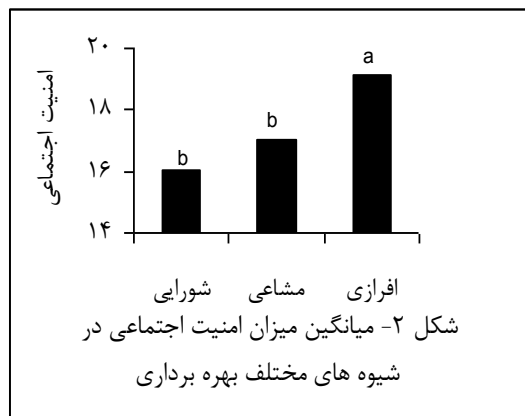 امنیت اجتماعی
۲۰
۱۸
۱۶
۱۴
b
b
a
شورایی
مشاعی
افرازی
شکل ۲- میانگین میزان امنیت اجتماعی در
شیوه های مختلف بهره برداری